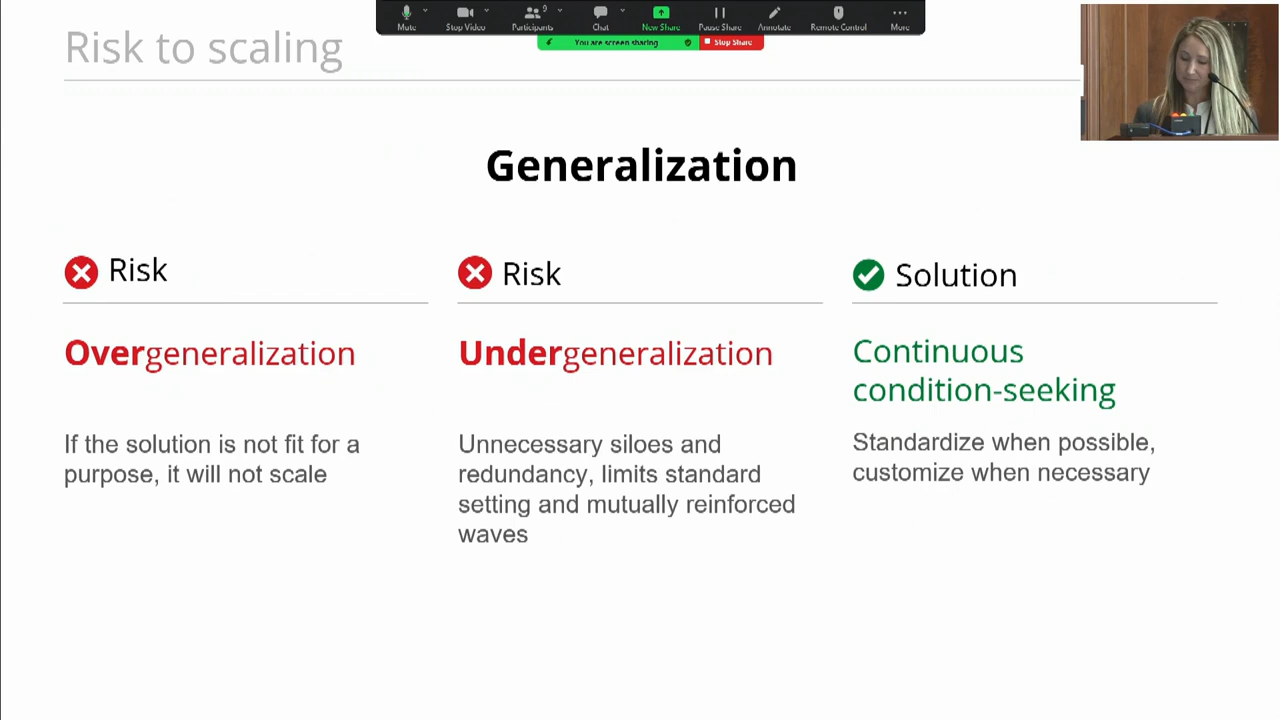 Mute
Stop Video
Participants
9
Chat
New Share
Pause Share
Annotate
Remote Control
More
You are screen sharing
Stop Share
Risk to scaling
Generalization
Risk
Overgeneralization
If the solution is not fit for a
purpose, it will not scale
Risk
Undergeneralization
Unnecessary siloes and
redundancy, limits standard
setting and mutually reinforced
waves
Solution
Continuous
condition-seeking
Standardize when possible,
customize when necessary